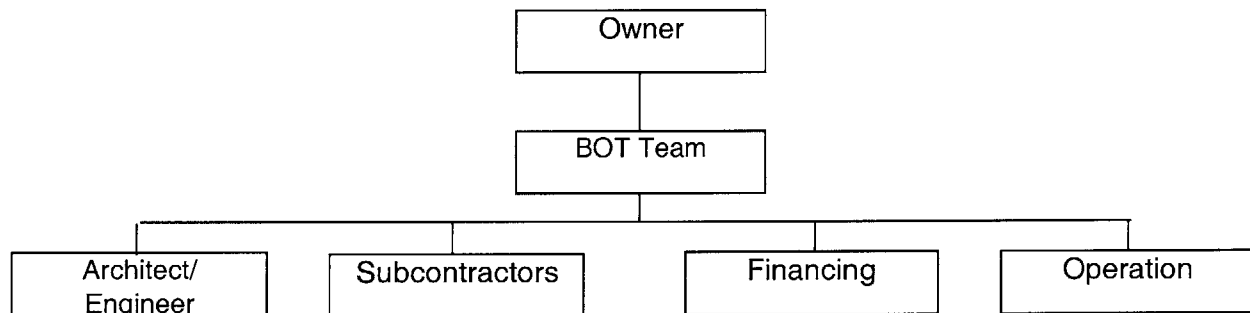 Owner
BOT Team
Architect/
Engineer
Subcontractors
Financing
Operation